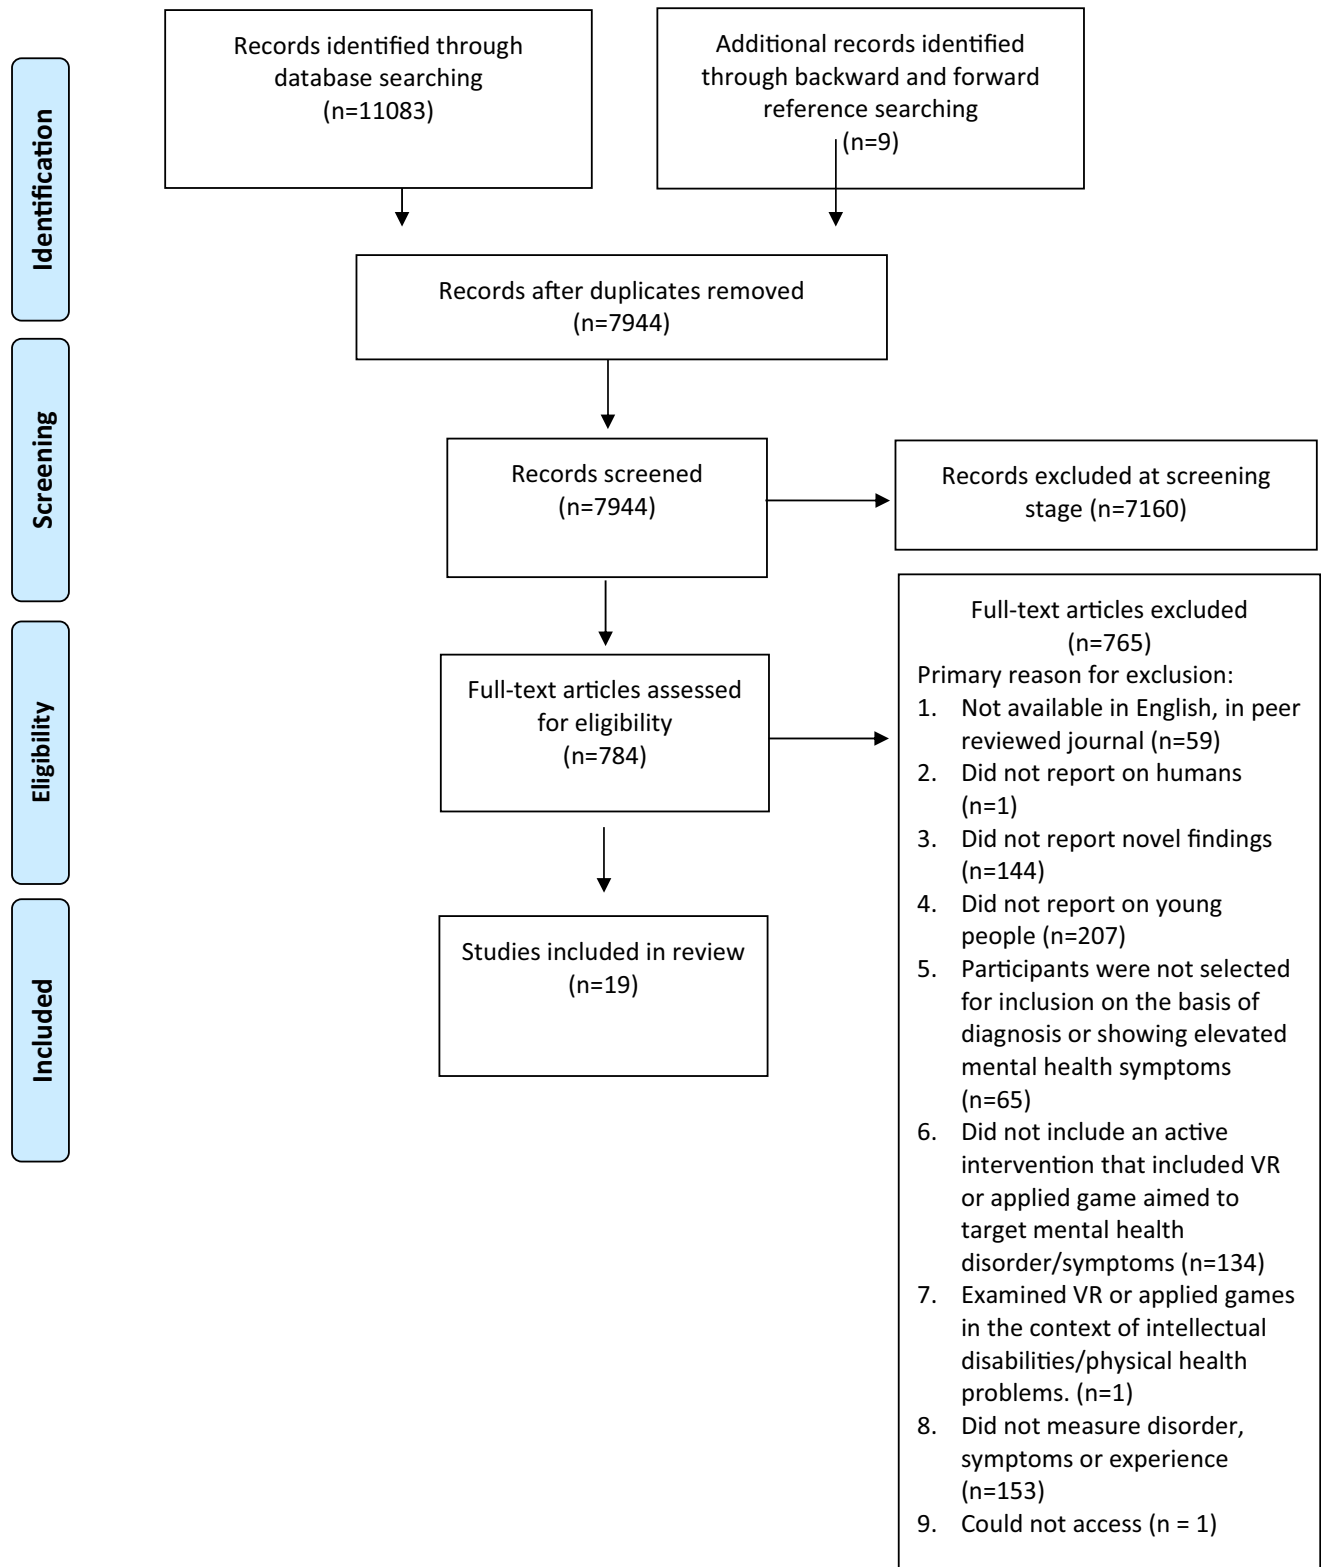 Identification
Records identified through
database searching
(n=11083)
Additional records identified
through backward and forward
reference searching
(n=9)
Records after duplicates removed
(n=7944)
Screening
Records screened
(n=7944)
Records excluded at screening
stage (n=7160)
Eligibility
Full-text articles assessed
for eligibility
(n=784)
Full-text articles excluded
(n=765)
Primary reason for exclusion:
1. Not available in English, in peer
reviewed journal (n=59)
2. Did not report on humans
(n=1)
3. Did not report novel findings
(n=144)
4. Did not report on young
people (n=207)
5. Participants were not selected
for inclusion on the basis of
diagnosis or showing elevated
mental health symptoms
(n=65)
6. Did not include an active
intervention that included VR
or applied game aimed to
target mental health
disorder/symptoms (n=134)
7. Examined VR or applied games
in the context of intellectual
disabilities/physical health
problems. (n=1)
8. Did not measure disorder,
symptoms or experience
(n=153)
9. Could not access (n = 1)
Included
Studies included in review
(n=19)